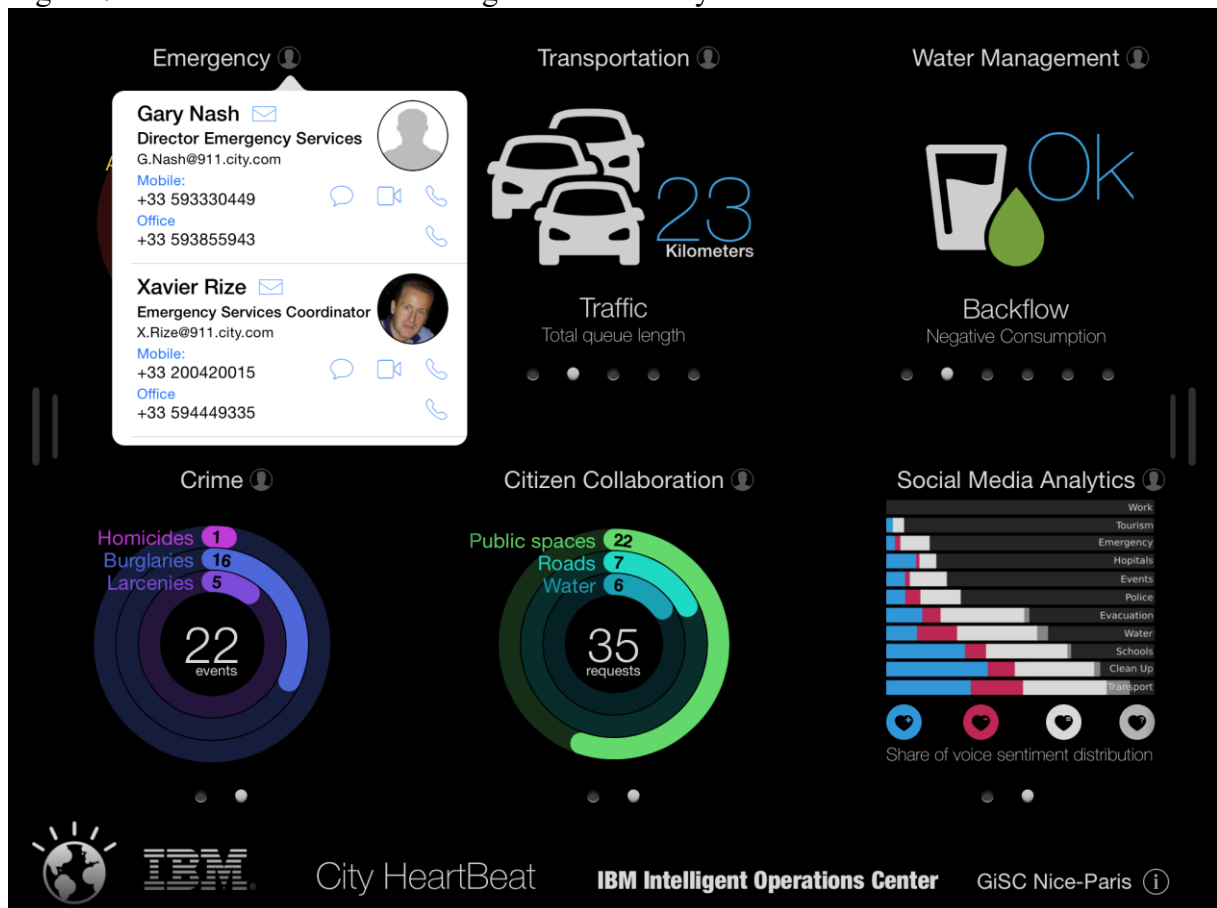 Emergency
Transportation
Water Management
Gary Nash
Director Emergency Services
G.Nash@911.city.com
Mobile:
+33 593330449
Office
+33 593855943
Xavier Rize
Emergency Services Coordinator
X.Rize@911.city.com
Mobile:
+33 200420015
Office
+33 594449335
23
Kilometers
Traffic
Total queue length
Ok
Backflow
Negative Consumption
Crime
Homicides 1
Burglaries 16
Larcenies 5
22
events
Citizen Collaboration
Public spaces 22
Roads 7
Water 6
35
requests
Social Media Analytics
Work
Tourism
Emergency
Hopitals
Events
Police
Evacuation
Water
Schools
Clean Up
Transport
Share of voice sentiment distribution
IBM
City HeartBeat
IBM Intelligent Operations Center
GiSC Nice-Paris